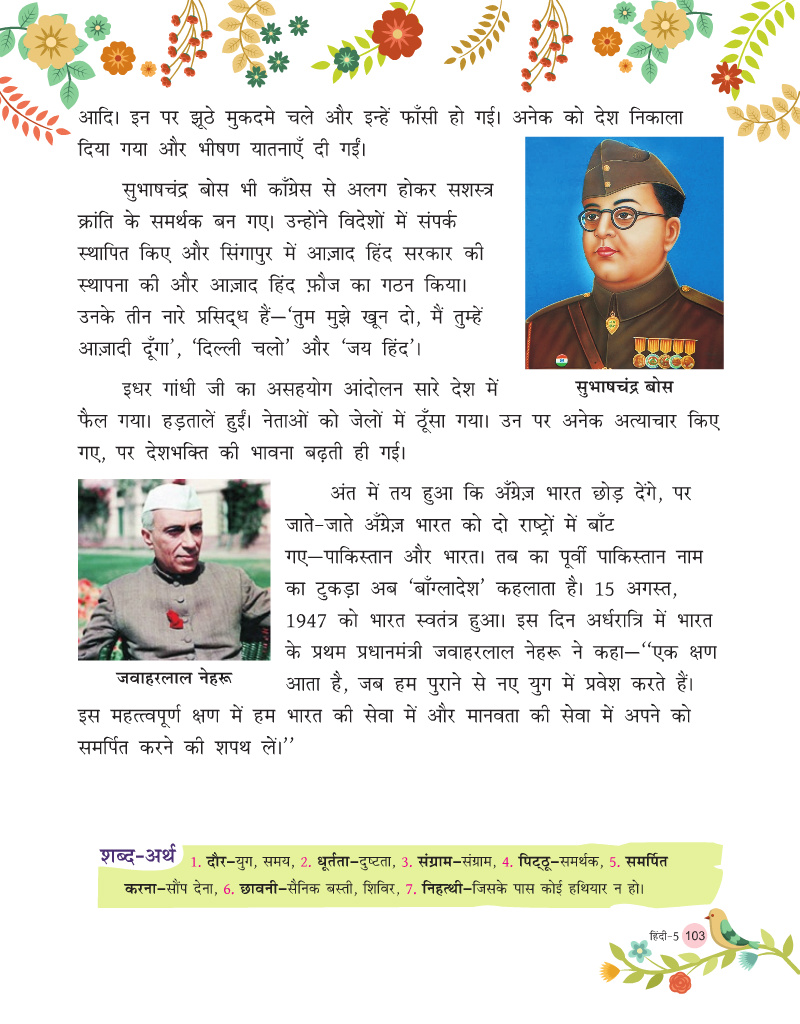 आदि। इन पर झूठे मुकदमे चले और इन्हें फाँसी हो गई। अनेक को देश निकाला
दिया गया और भीषण यातनाएँ दी गईं।
सुभाषचंद्र बोस भी काँग्रेस से अलग होकर सशस्त्र
क्रांति के समर्थक बन गए। उन्होंने विदेशों में संपर्क
स्थापित किए और सिंगापुर में आज़ाद हिंद सरकार की
स्थापना की और आज़ाद हिंद फ़ौज का गठन किया।
उनके तीन नारे प्रसिद्ध हैं—‘तुम मुझे खून दो, मैं तुम्हें
आज़ादी दूँगा’, ‘दिल्ली चलो’ और ‘जय हिंद’।
सुभाषचंद्र बोस
इधर गांधी जी का असहयोग आंदोलन सारे देश में
फैल गया। हड़तालें हुईं। नेताओं को जेलों में ठूँसा गया। उन पर अनेक अत्याचार किए
गए, पर देशभक्ति की भावना बढ़ती ही गई।
अंत में तय हुआ कि अँग्रेज़ भारत छोड़ देंगे, पर
जाते-जाते अँग्रेज़ भारत को दो राष्ट्रों में बाँट
गए—पाकिस्तान और भारत। तब का पूर्वी पाकिस्तान नाम
का टुकड़ा अब ‘बाँग्लादेश’ कहलाता है। 15 अगस्त,
1947 को भारत स्वतंत्र हुआ। इस दिन अर्धरात्रि में भारत
के प्रथम प्रधानमंत्री जवाहरलाल नेहरू ने कहा—‘‘एक क्षण
आता है, जब हम पुराने से नए युग में प्रवेश करते हैं।
जवाहरलाल नेहरू
इस महत्त्वपूर्ण क्षण में हम भारत की सेवा में और मानवता की सेवा में अपने को
समर्पित करने की शपथ लें।’’
शब्द-अर्थ 1. दौर—युग, समय, 2. धूर्तता—दुष्टता, 3. संग्राम—संग्राम, 4. पिट्ठू—समर्थक, 5. समर्पित
करना—सौंप देना, 6. छावनी—सैनिक बस्ती, शिविर, 7. निहत्थी—जिसके पास कोई हथियार न हो।
हिंदी-5 103